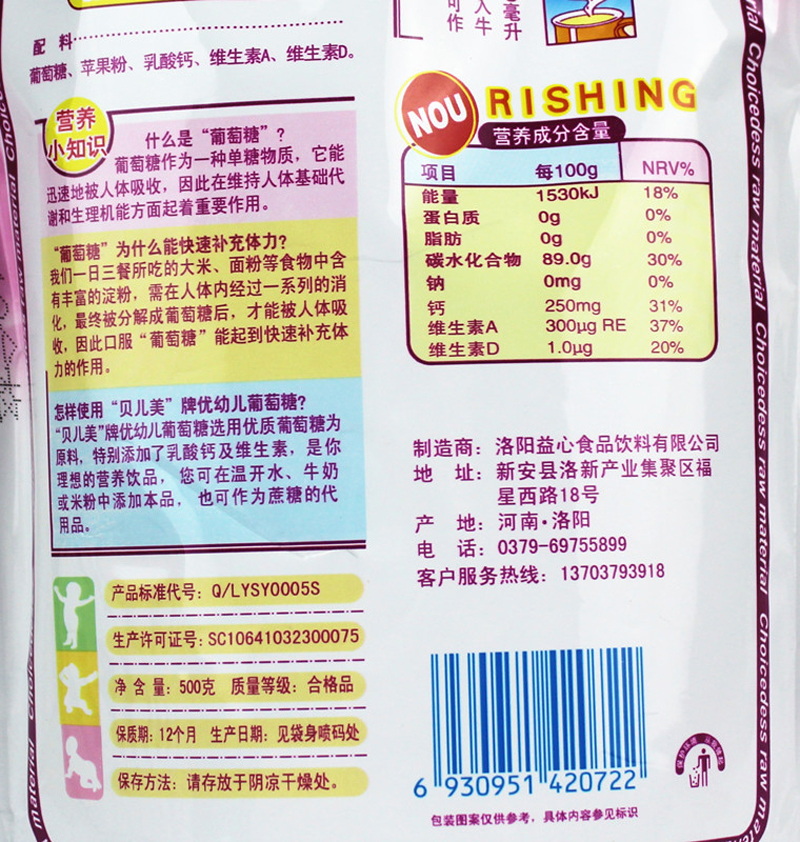 可入毫
作牛升
配 料
葡萄糖、苹果粉、乳酸钙、维生素A、维生素D。
营养
小知识
什么是“葡萄糖”?
葡萄糖作为一种单糖物质，它能
迅速地被人体吸收，因此在维持人体基础代
谢和生理机能方面起着重要作用。
“葡萄糖”为什么能快速补充体力?
我们一日三餐所吃的大米、面粉等食物中含
有丰富的淀粉，需在人体内经过一系列的消
化，最终被分解成葡萄糖后，才能被人体吸
收，因此口服“葡萄糖”能起到快速补充体
力的作用。
怎样使用“贝儿美”牌优幼儿葡萄糖?
“贝儿美”牌优幼儿葡萄糖选用优质葡萄糖为
原料，特别添加了乳酸钙及维生素，是你
理想的营养饮品，您可在温开水、牛奶
或米粉中添加本品，也可作为蔗糖的代
用品。
产品标准代号：Q/LYSY0005S
生产许可证号：SC10641032300075
净 含 量：500克 质量等级：合格品
保质期：12个月 生产日期：见袋身喷码处
保存方法：请存放于阴凉干燥处。
NOU RISHING
营养成分含量
项目 每100g NRV%
能量 1530kJ 18%
蛋白质 0g 0%
脂肪 0g 0%
碳水化合物 89.0g 30%
钠 0mg 0%
钙 250mg 31%
维生素A 300μg RE 37%
维生素D 1.0μg 20%
制造商：洛阳益心食品饮料有限公司
地 址：新安县洛新产业集聚区福
星西路18号
产 地：河南·洛阳
电 话：0379-69755899
客户服务热线：13703793918
6 930951 420722
包装图案仅供参考，具体内容参见标识
rial Choicedess raw material Choicedess raw material Choicedess raw ma
raw material Choice
material Cho